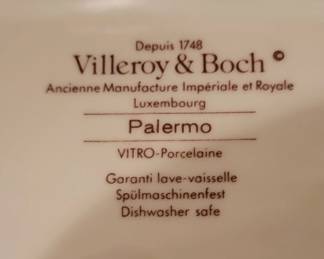 Depuis 1748
Villeroy & Boch ©
Ancienne Manufacture Impériale et Royale
Luxembourg
Palermo
VITRO-Porcelaine
Garanti lave-vaisselle
Spülmaschinenfest
Dishwasher safe